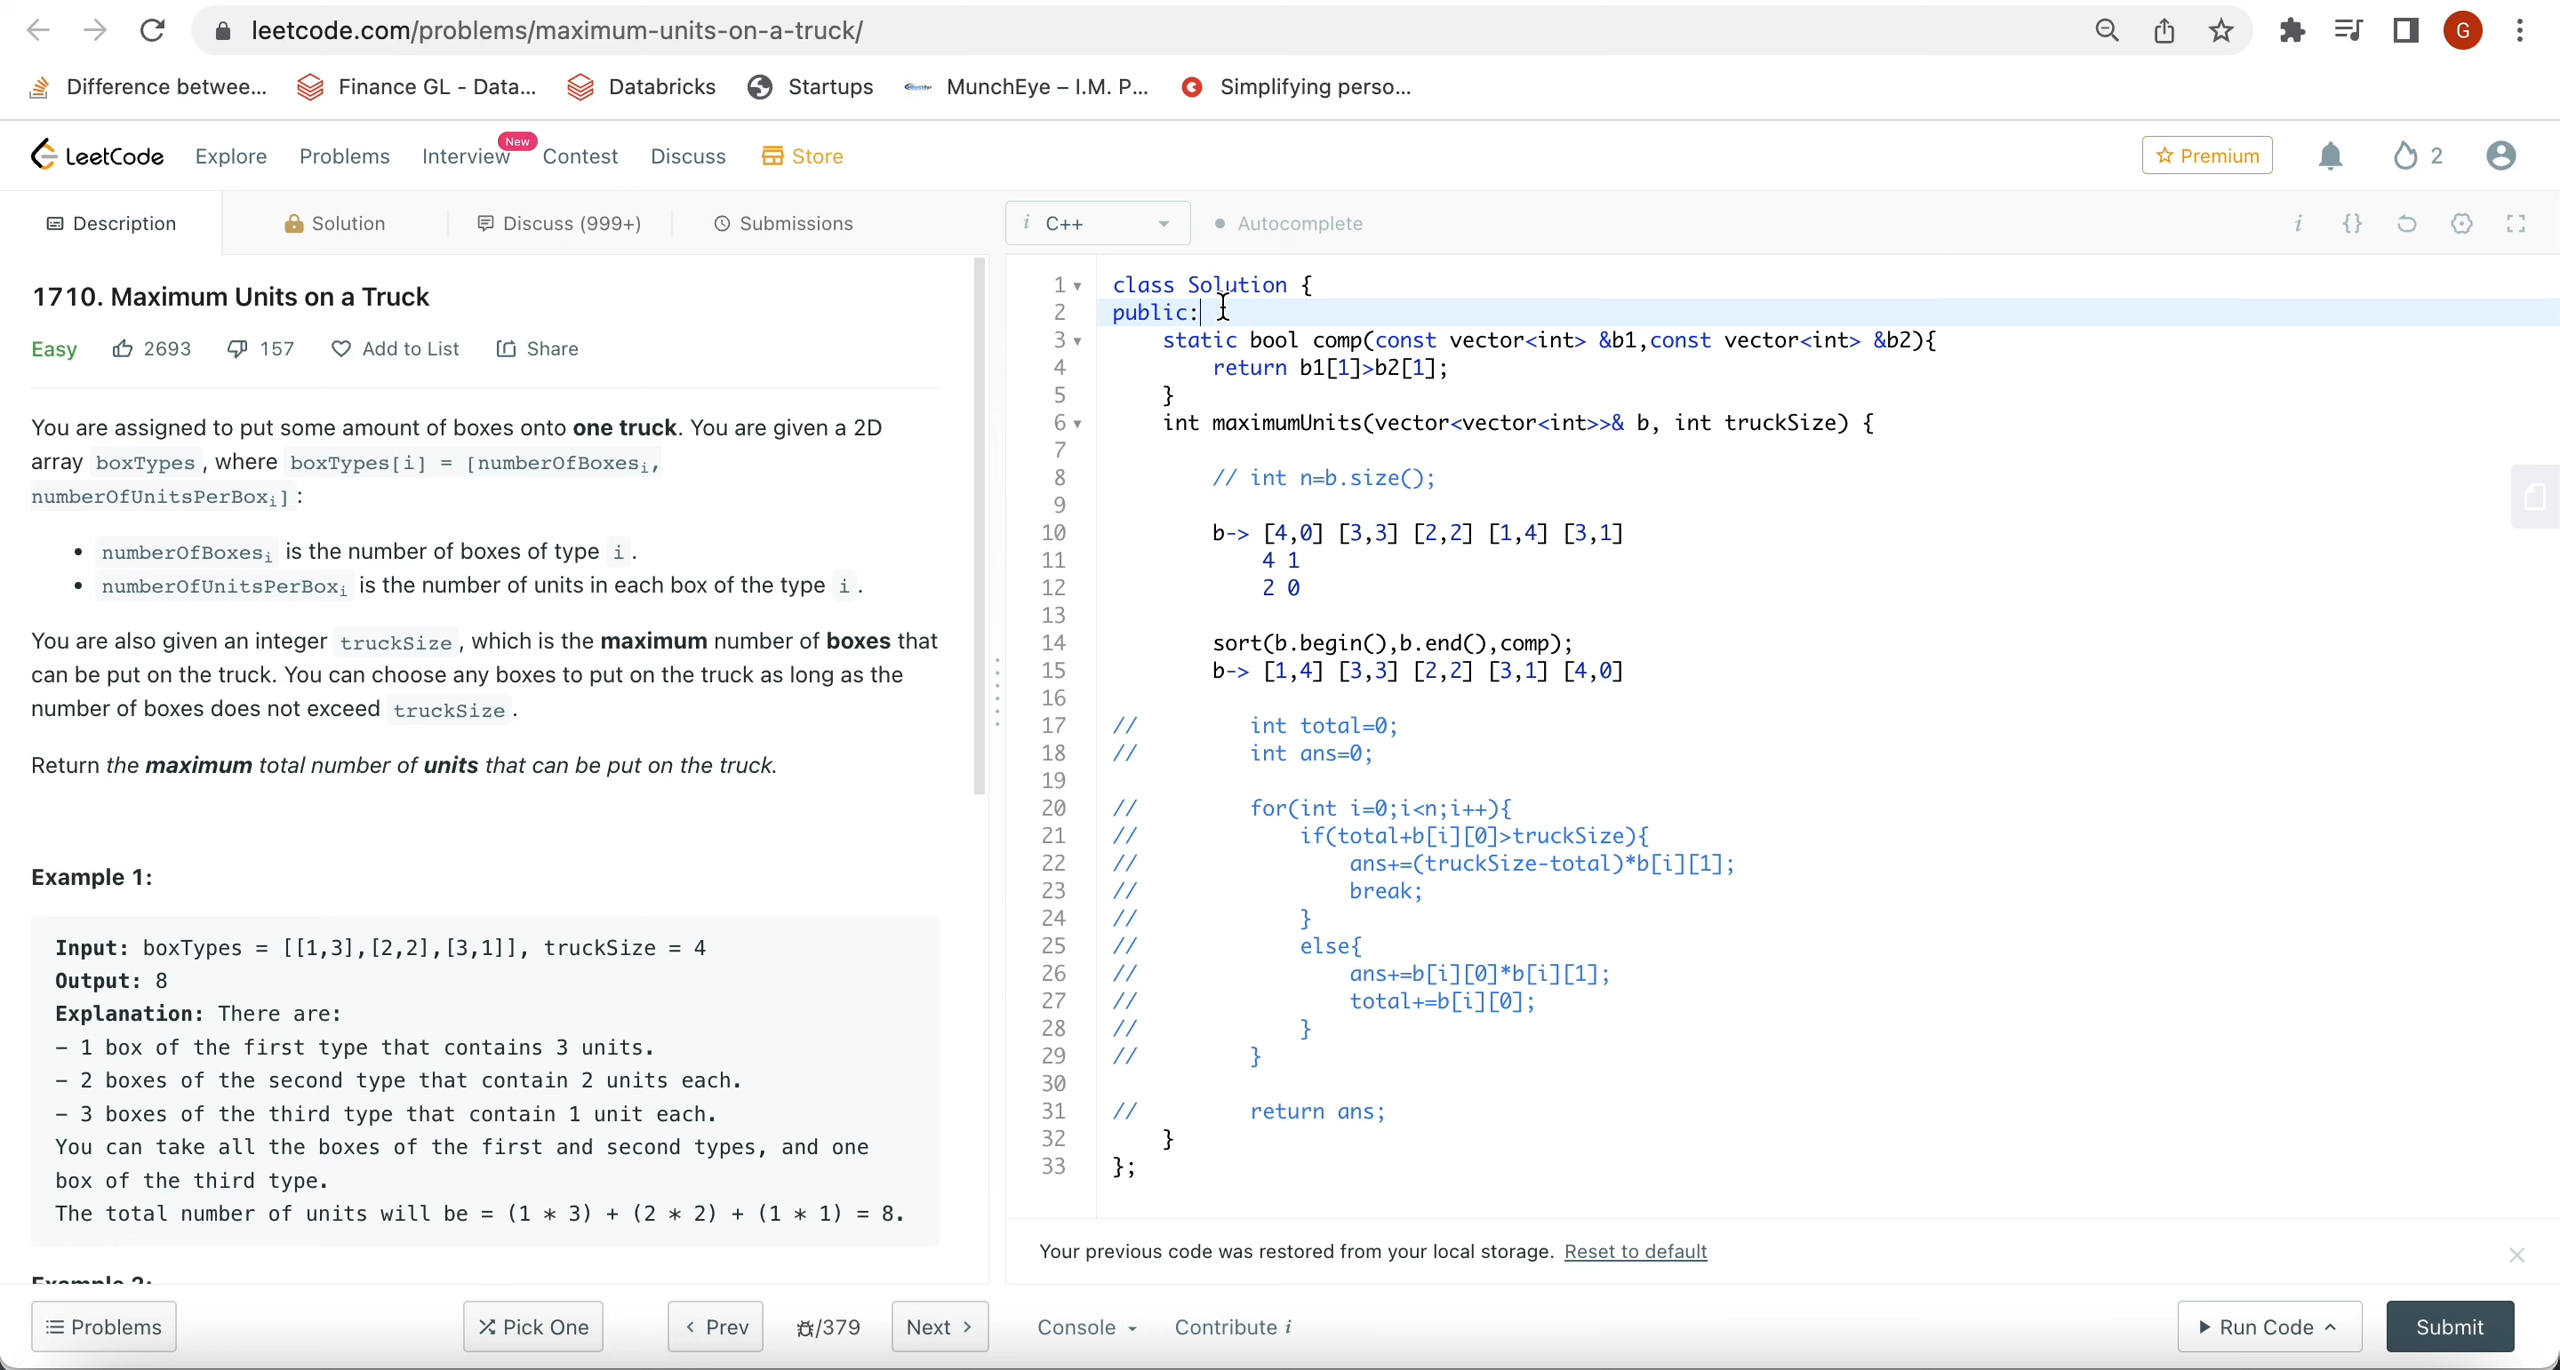 leetcode.com/problems/maximum-units-on-a-truck/
G
Difference betwee...
Finance GL - Data...
Databricks
Startups
MunchEye – I.M. P...
Simplifying perso...
LeetCode
Explore
Problems
Interview
New
Contest
Discuss
Store
Premium
2
Description
Solution
Discuss (999+)
Submissions
i C++
Autocomplete
i {}
1710. Maximum Units on a Truck
Easy
2693
157
Add to List
Share
You are assigned to put some amount of boxes onto one truck. You are given a 2D
array boxTypes, where boxTypes[i] = [numberOfBoxesi,
numberOfUnitsPerBoxi]:
• numberOfBoxesi is the number of boxes of type i.
• numberOfUnitsPerBoxi is the number of units in each box of the type i.
You are also given an integer truckSize, which is the maximum number of boxes that
can be put on the truck. You can choose any boxes to put on the truck as long as the
number of boxes does not exceed truckSize.
Return the maximum total number of units that can be put on the truck.
Example 1:
Input: boxTypes = [[1,3],[2,2],[3,1]], truckSize = 4
Output: 8
Explanation: There are:
- 1 box of the first type that contains 3 units.
- 2 boxes of the second type that contain 2 units each.
- 3 boxes of the third type that contain 1 unit each.
You can take all the boxes of the first and second types, and one
box of the third type.
The total number of units will be = (1 * 3) + (2 * 2) + (1 * 1) = 8.
Example 2:
1 class Solution {
2 public:
3 static bool comp(const vector<int> &b1,const vector<int> &b2){
4 return b1[1]>b2[1];
5 }
6 int maximumUnits(vector<vector<int>>& b, int truckSize) {
7
8 // int n=b.size();
9
10 b-> [4,0] [3,3] [2,2] [1,4] [3,1]
11 4 1
12 2 0
13
14 sort(b.begin(),b.end(),comp);
15 b-> [1,4] [3,3] [2,2] [3,1] [4,0]
16
17 // int total=0;
18 // int ans=0;
19
20 // for(int i=0;i<n;i++){
21 // if(total+b[i][0]>truckSize){
22 // ans+=(truckSize-total)*b[i][1];
23 // break;
24 // }
25 // else{
26 // ans+=b[i][0]*b[i][1];
27 // total+=b[i][0];
28 // }
29 // }
30
31 // return ans;
32 }
33 };
Your previous code was restored from your local storage. Reset to default
Problems
Pick One
Prev
/379
Next
Console
Contribute i
Run Code
Submit